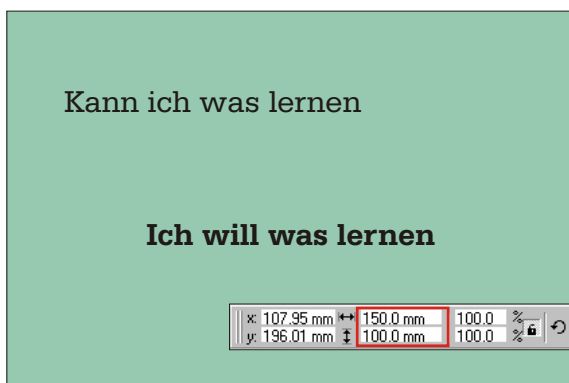 Kann ich was lernen
Ich will was lernen
x: 107.95 mm 150.0 mm 100.0 %
y: 196.01 mm 100.0 mm 100.0 %